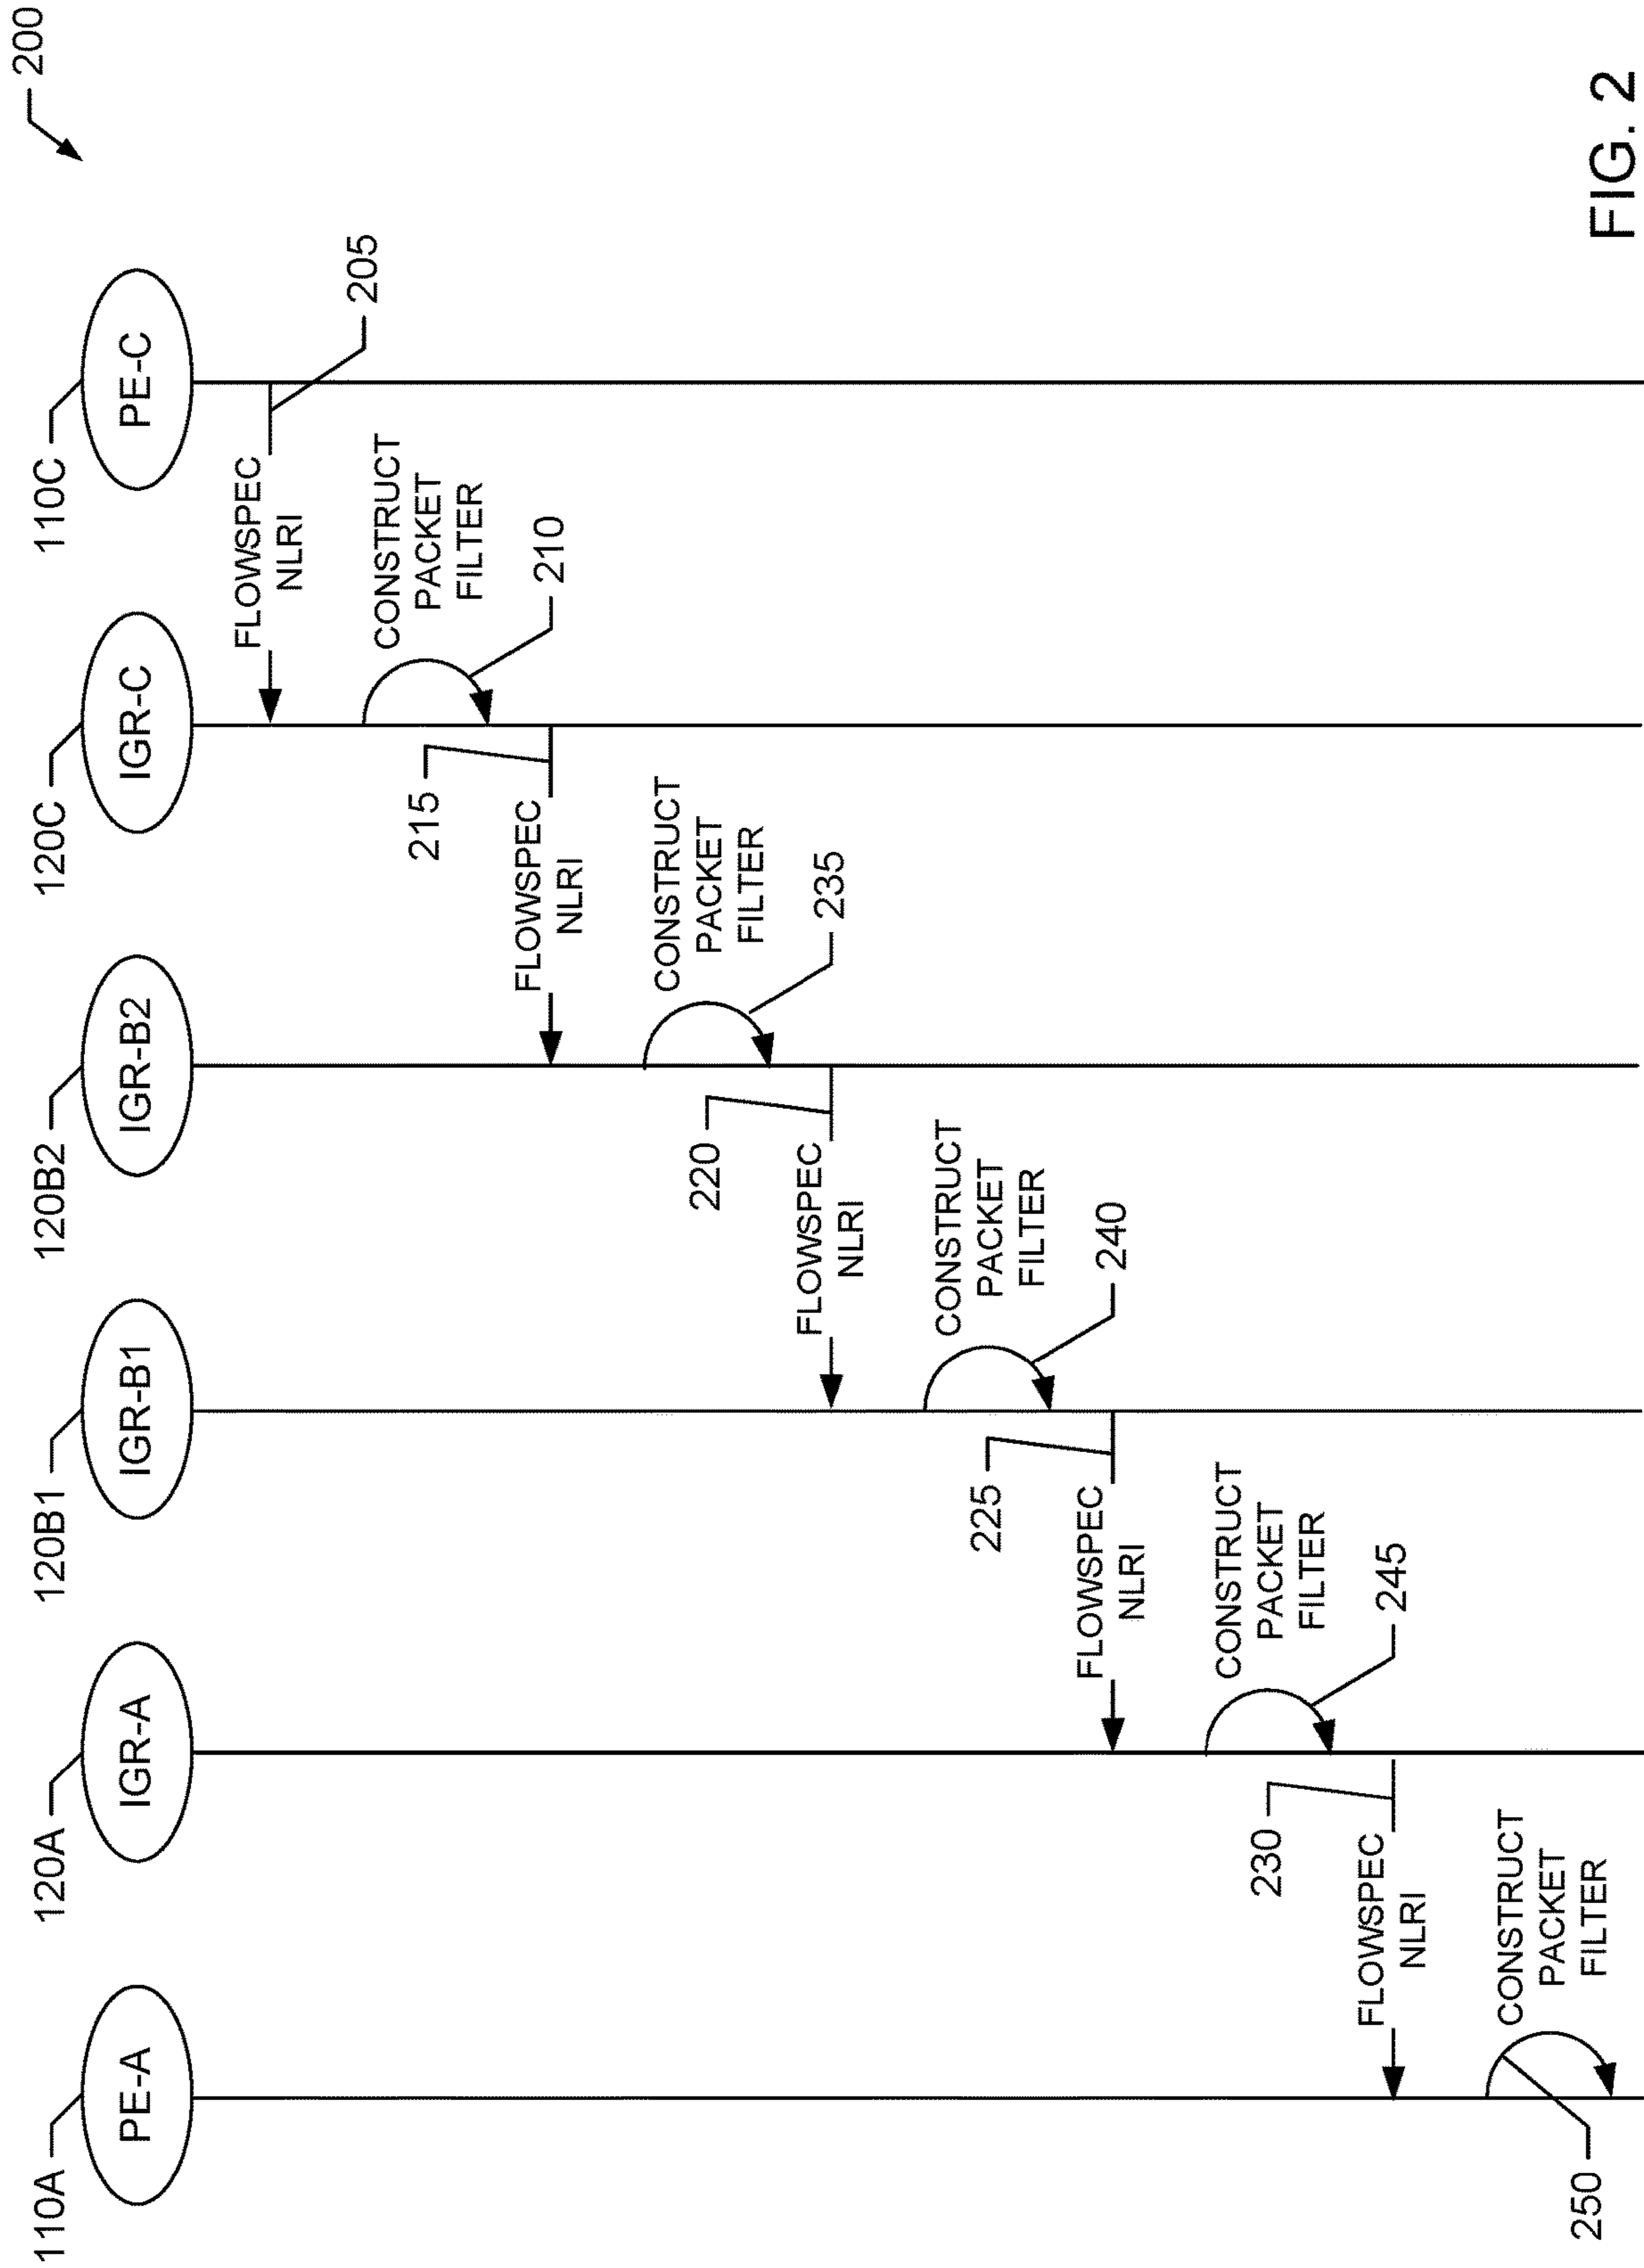 200
110A
120A
120B1
120B2
120C
110C
PE-A
IGR-A
IGR-B1
IGR-B2
IGR-C
PE-C
FLOWSPEC
NLRI
205
CONSTRUCT
PACKET
FILTER
210
215
FLOWSPEC
NLRI
CONSTRUCT
PACKET
FILTER
235
220
FLOWSPEC
NLRI
CONSTRUCT
PACKET
FILTER
240
225
FLOWSPEC
NLRI
CONSTRUCT
PACKET
FILTER
245
230
FLOWSPEC
NLRI
CONSTRUCT
PACKET
FILTER
250
FIG. 2